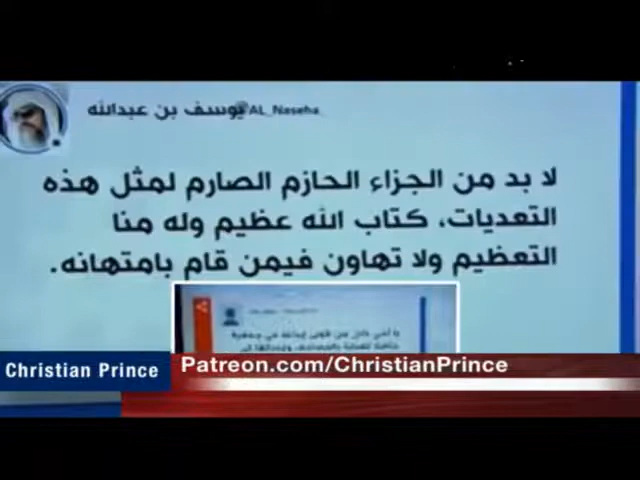 يوسف بن عبدالله @AL_Naseha
لا بد من الجزاء الحازم الصارم لمثل هذه
التعديات، كتاب الله عظيم وله منا
التعظيم ولا تهاون فيمن قام بامتهانه.
Christian Prince
Patreon.com/ChristianPrince